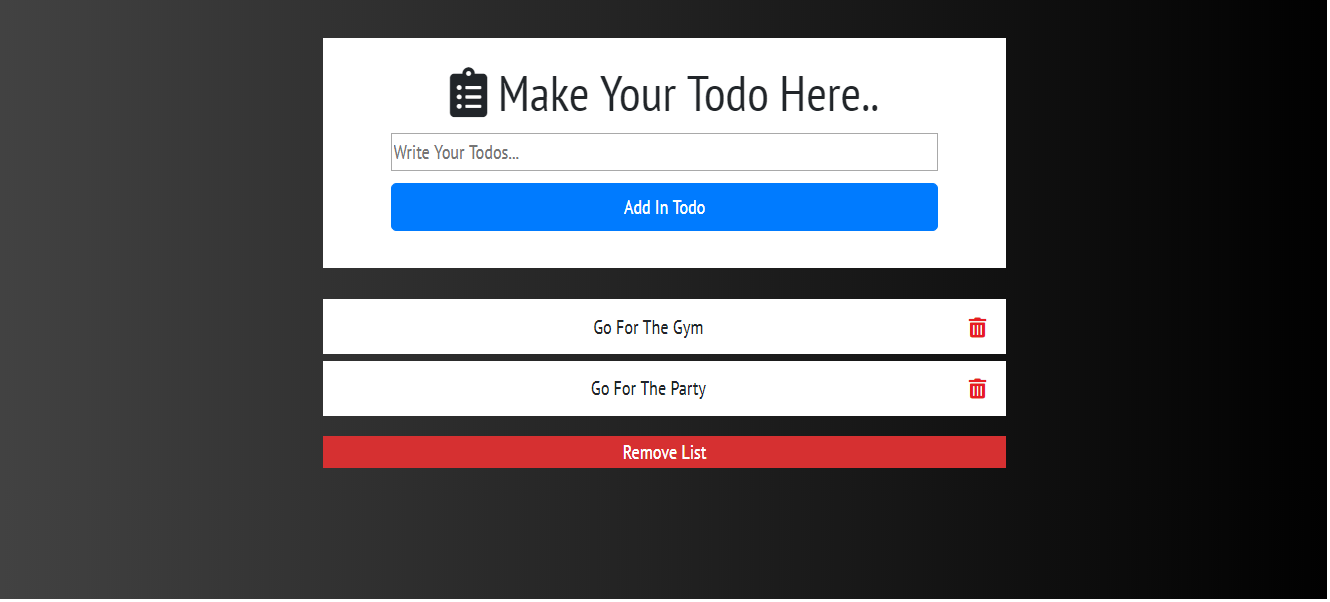 Make Your Todo Here..
Write Your Todos...
Add In Todo
Go For The Gym
Go For The Party
Remove List